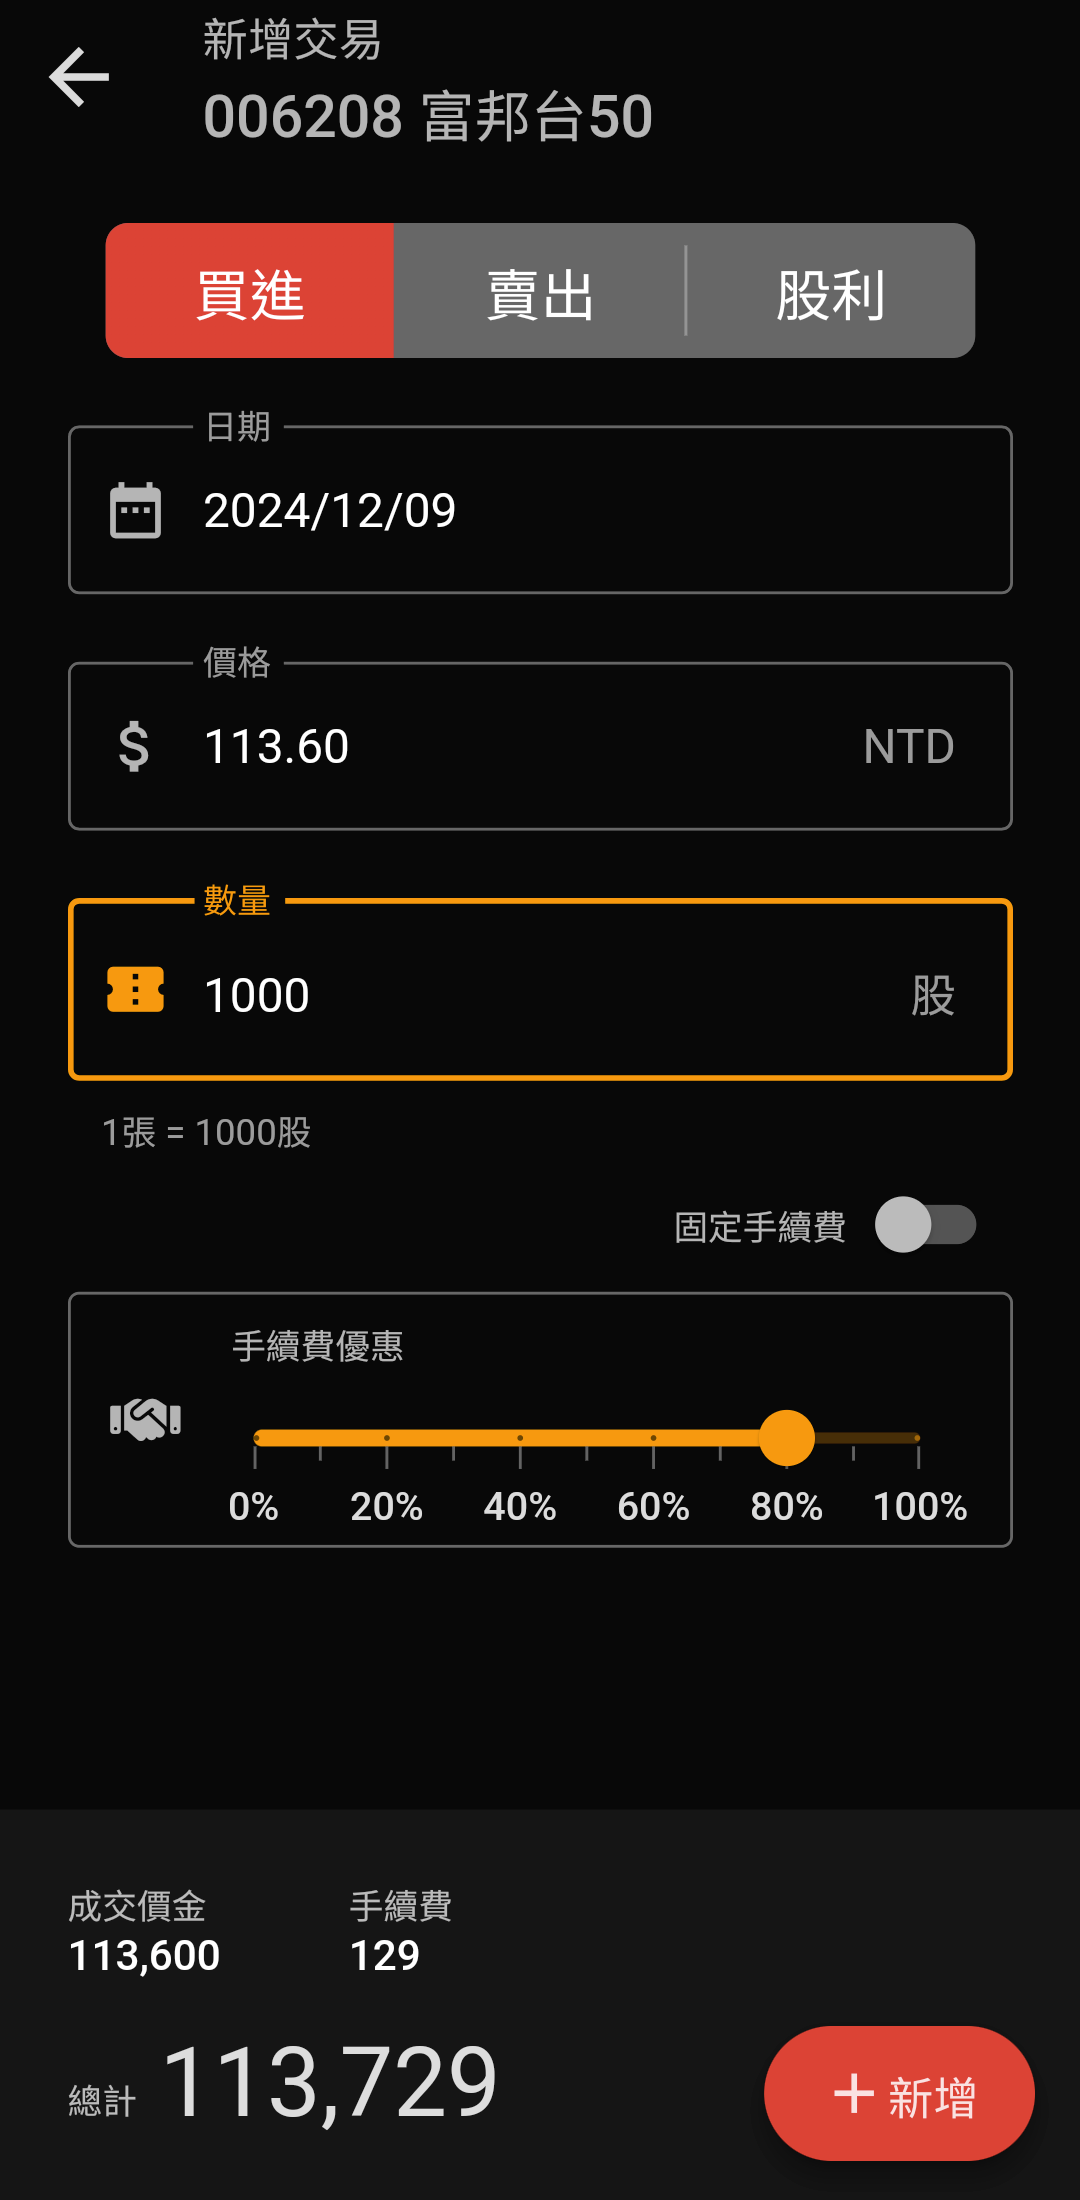 新增交易
006208 富邦台50
買進 賣出 股利
日期
2024/12/09
價格
113.60 NTD
數量
1000 股
1張 = 1000股
固定手續費
手續費優惠
0% 20% 40% 60% 80% 100%
成交價金 手續費
113,600 129
總計 113,729
+ 新增